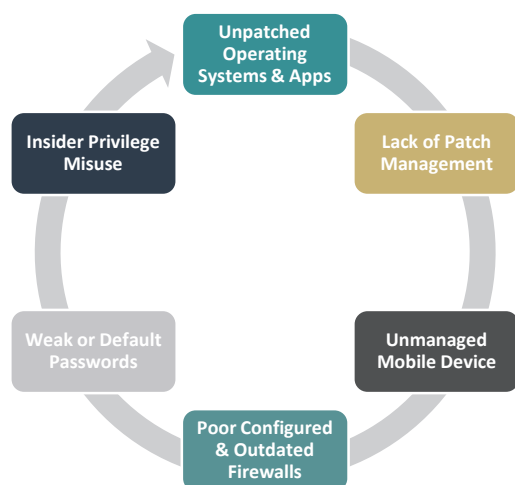 Unpatched
Operating
Systems & Apps
Lack of Patch
Management
Unmanaged
Mobile Device
Poor Configured
& Outdated
Firewalls
Weak or Default
Passwords
Insider Privilege
Misuse